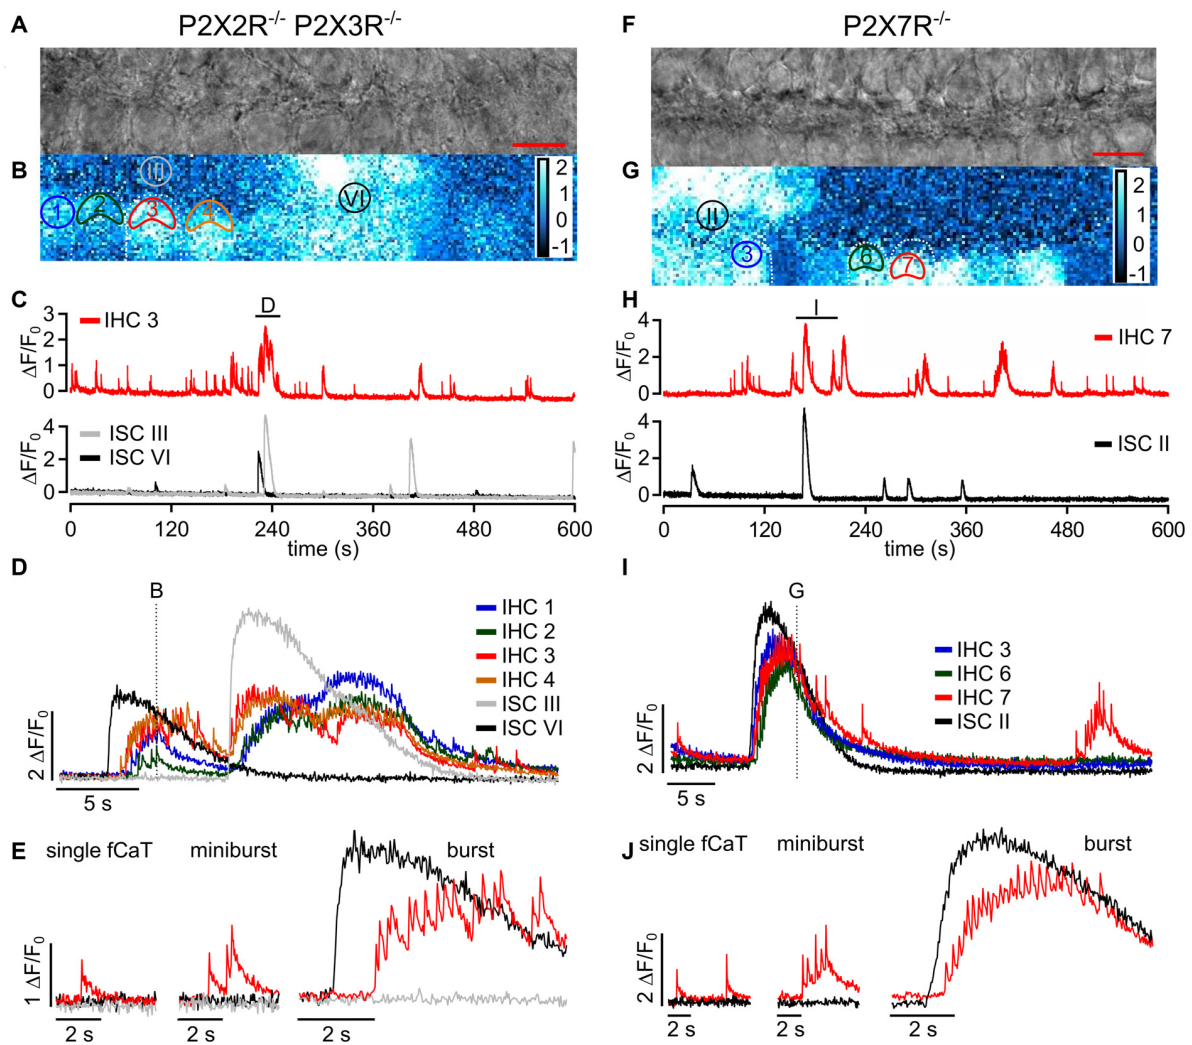 A
P2X2R-/- P2X3R-/-
B
III
VI
1
2
3
4
2
1
0
-1
C
D
3
2
1
0
ΔF/F0
IHC 3
4
2
0
ΔF/F0
ISC III
ISC VI
0
120
240
360
480
600
time (s)
D
B
IHC 1
IHC 2
IHC 3
IHC 4
ISC III
ISC VI
2 ΔF/F0
5 s
E
single fCaT
miniburst
burst
1 ΔF/F0
2 s
2 s
2 s
F
P2X7R-/-
G
II
3
6
7
2
1
0
-1
H
I
4
2
0
ΔF/F0
IHC 7
4
2
0
ΔF/F0
ISC II
0
120
240
360
480
600
time (s)
I
G
IHC 3
IHC 6
IHC 7
ISC II
2 ΔF/F0
5 s
J
single fCaT
miniburst
burst
2 ΔF/F0
2 s
2 s
2 s